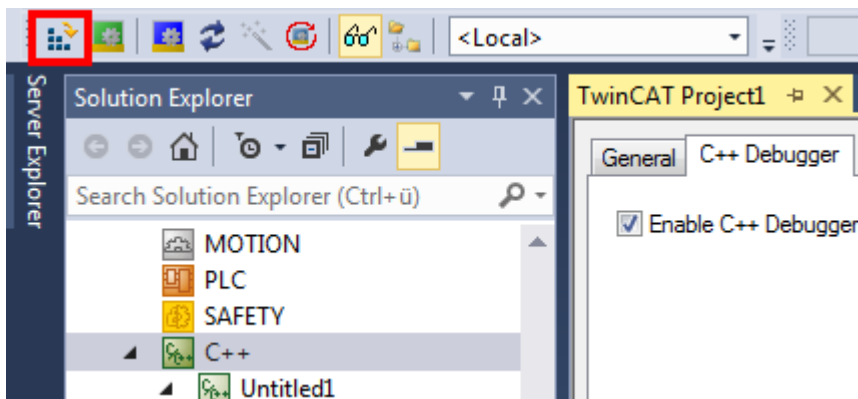 <Local>
Server Explorer
Solution Explorer
TwinCAT Project1
General
C++ Debugger
Search Solution Explorer (Ctrl+ü)
Enable C++ Debugger
MOTION
PLC
SAFETY
C++
Untitled1